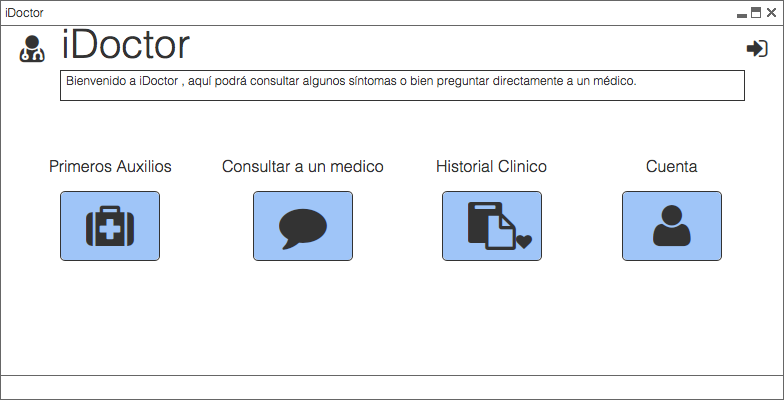 iDoctor
iDoctor
Bienvenido a iDoctor , aquí podrá consultar algunos síntomas o bien preguntar directamente a un médico.
Primeros Auxilios
Consultar a un medico
Historial Clinico
Cuenta